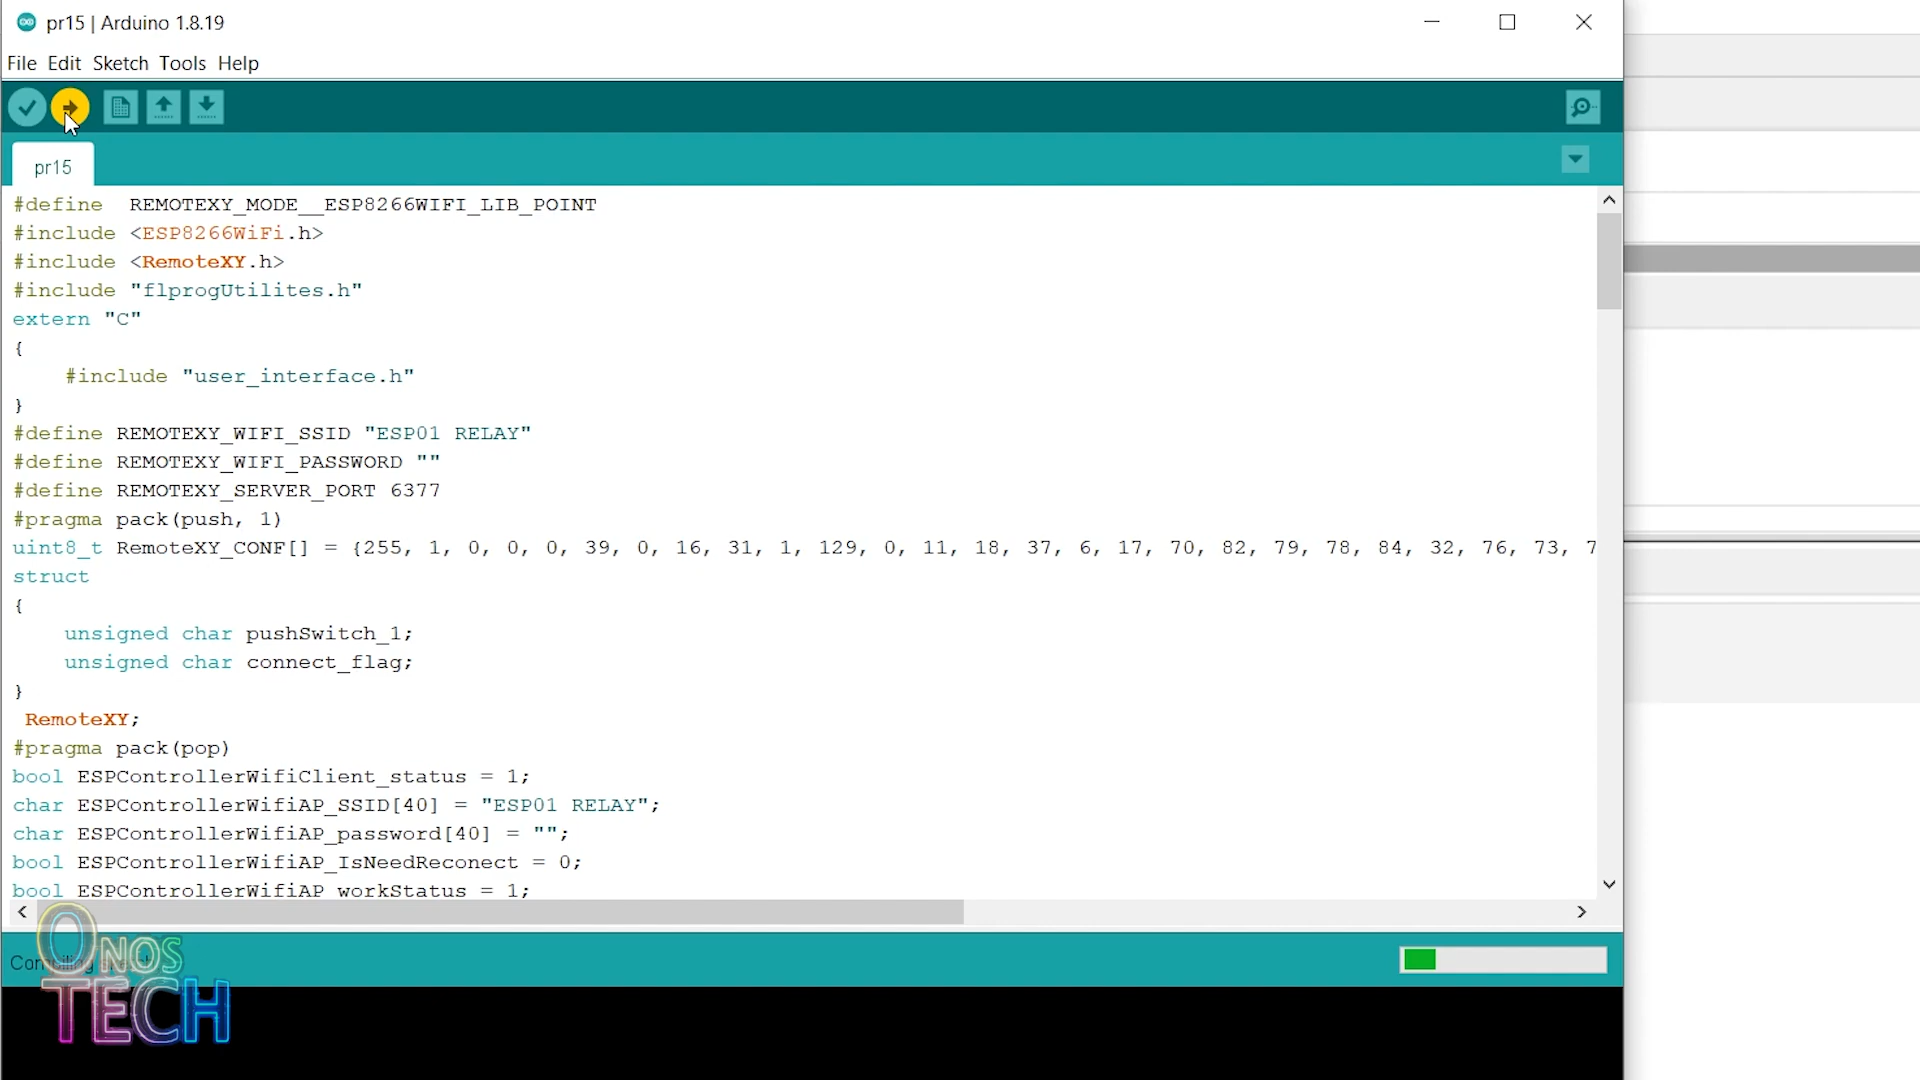 pr15 | Arduino 1.8.19
File Edit Sketch Tools Help
pr15
#define  REMOTEXY_MODE__ESP8266WIFI_LIB_POINT
#include <ESP8266WiFi.h>
#include <RemoteXY.h>
#include "flprogUtilites.h"
extern "C"
{
    #include "user_interface.h"
}
#define REMOTEXY_WIFI_SSID "ESP01 RELAY"
#define REMOTEXY_WIFI_PASSWORD ""
#define REMOTEXY_SERVER_PORT 6377
#pragma pack(push, 1)
uint8_t RemoteXY_CONF[] = {255, 1, 0, 0, 0, 39, 0, 16, 31, 1, 129, 0, 11, 18, 37, 6, 17, 70, 82, 79, 78, 84, 32, 76, 73, 7
struct
{
    unsigned char pushSwitch_1;
    unsigned char connect_flag;
}
 RemoteXY;
#pragma pack(pop)
bool ESPControllerWifiClient_status = 1;
char ESPControllerWifiAP_SSID[40] = "ESP01 RELAY";
char ESPControllerWifiAP_password[40] = "";
bool ESPControllerWifiAP_IsNeedReconect = 0;
bool ESPControllerWifiAP_workStatus = 1;
Compiling
ONOS
TECH